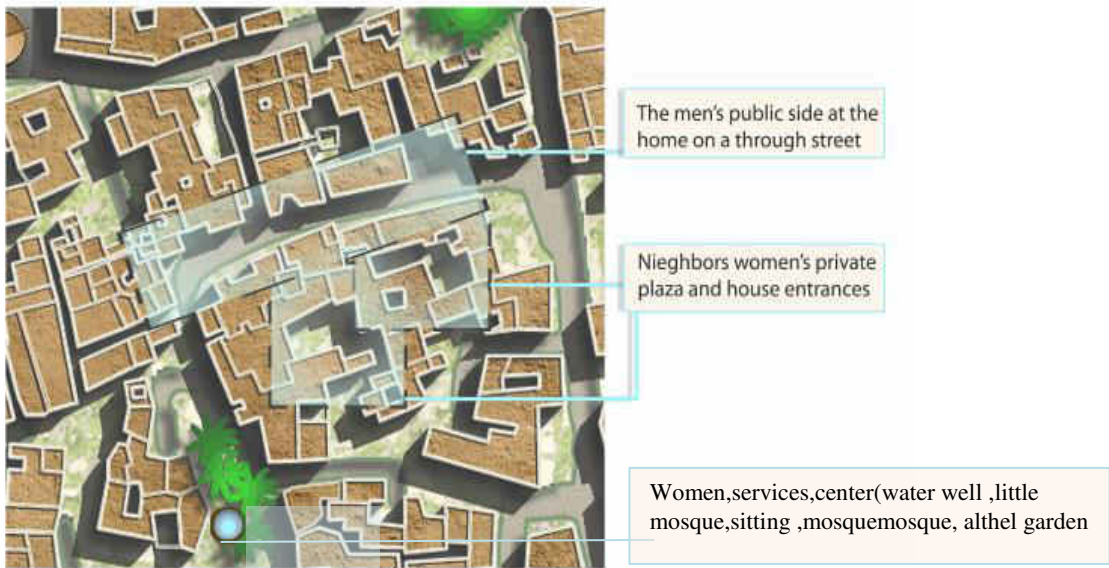 The men's public side at the
home on a through street
Nieghbors women's private
plaza and house entrances
Women,services,center(water well ,little
mosque,sitting ,mosquemosque, althel garden